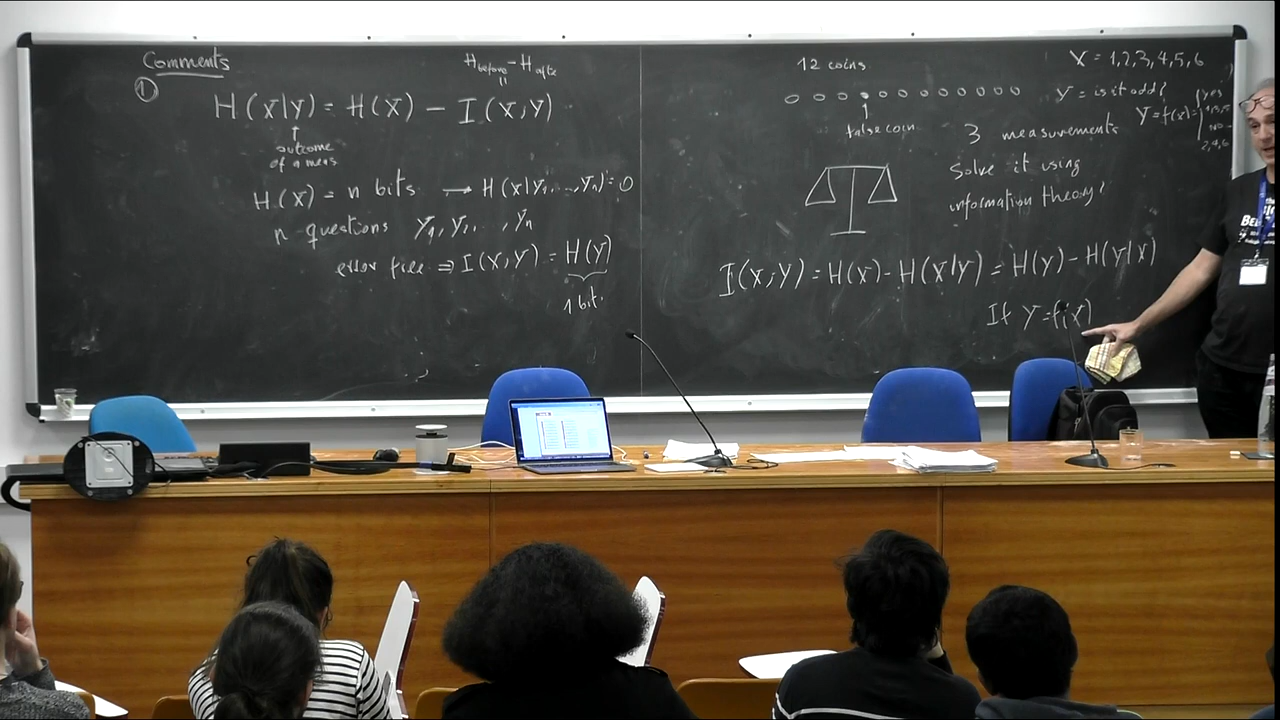 Comments
①
H before - H after
"
H(X|Y) = H(X) - I(X,Y)
↑
outcome
of a meas
H(X) = n bits → H(X|Y1,...,Yn) = 0
n questions Y1, Y2, ..., Yn
error free ⇒ I(X,Y) = H(Y)
1 bit.
12 coins
↑
false coin
3 measurements
Solve it using
information theory!
X = 1,2,3,4,5,6
Y = is it odd?
Y = f(X) = { YES
1,3,5
NO
2,4,6
I(X,Y) = H(X) - H(X|Y) = H(Y) - H(Y|X)
If Y = f(X)